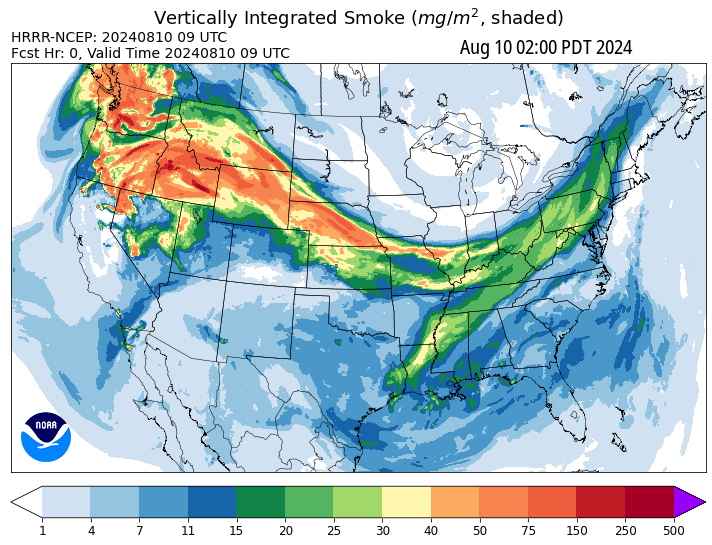 Vertically Integrated Smoke (mg/m², shaded)
HRRR-NCEP: 20240810 09 UTC
Fcst Hr: 0, Valid Time 20240810 09 UTC
Aug 10 02:00 PDT 2024
NOAA
1 4 7 11 15 20 25 30 40 50 75 150 250 500